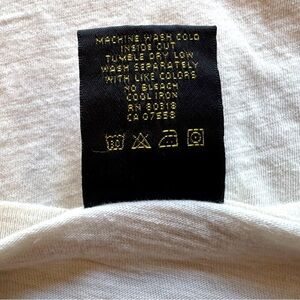 MACHINE WASH COLD
INSIDE OUT
TUMBLE DRY LOW
WASH SEPARATELY
WITH LIKE COLORS
NO BLEACH
COOL IRON
RN 80318
CA 07558
30